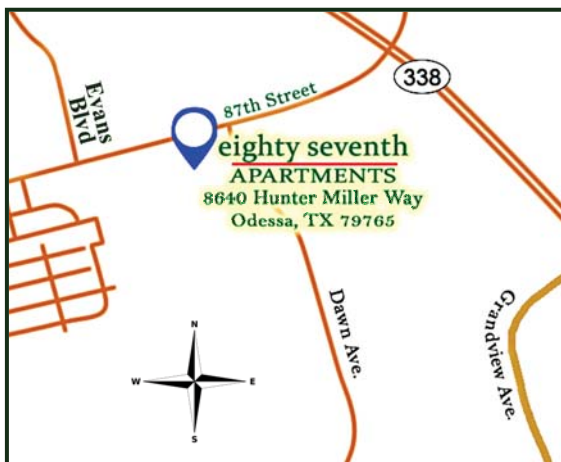 338
87th Street
Evans
Blvd
eighty seventh
APARTMENTS
8640 Hunter Miller Way
Odessa, TX 79765
Dawn Ave.
Grandview Ave.
N
W
E
S